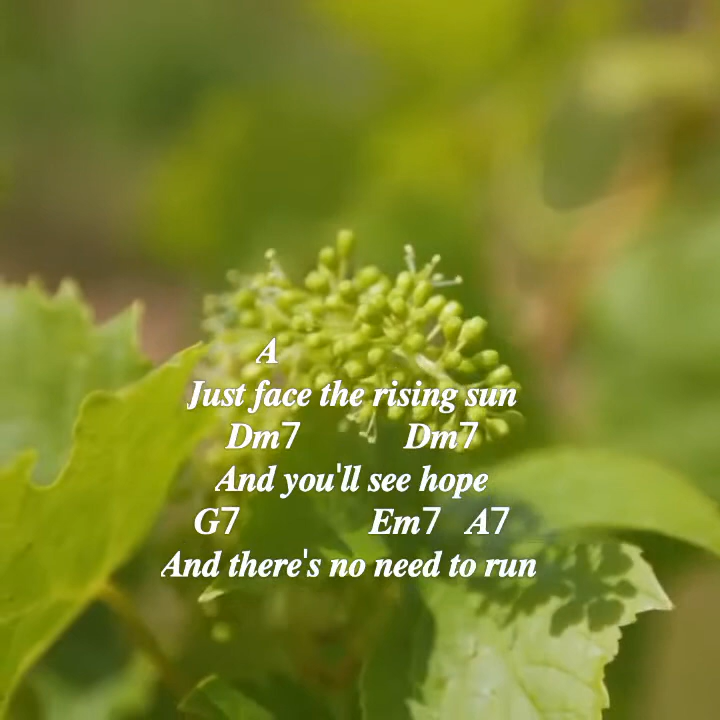 A
Just face the rising sun
Dm7 Dm7
And you'll see hope
G7 Em7 A7
And there's no need to run